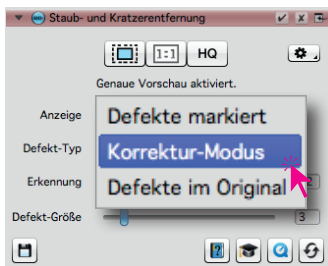 Staub- und Kratzerentfernung
1:1 HQ
Genaue Vorschau aktiviert.
Anzeige
Defekte markiert
Defekt-Typ
Korrektur-Modus
Erkennung
Defekte im Original
2
Defekt-Größe
3